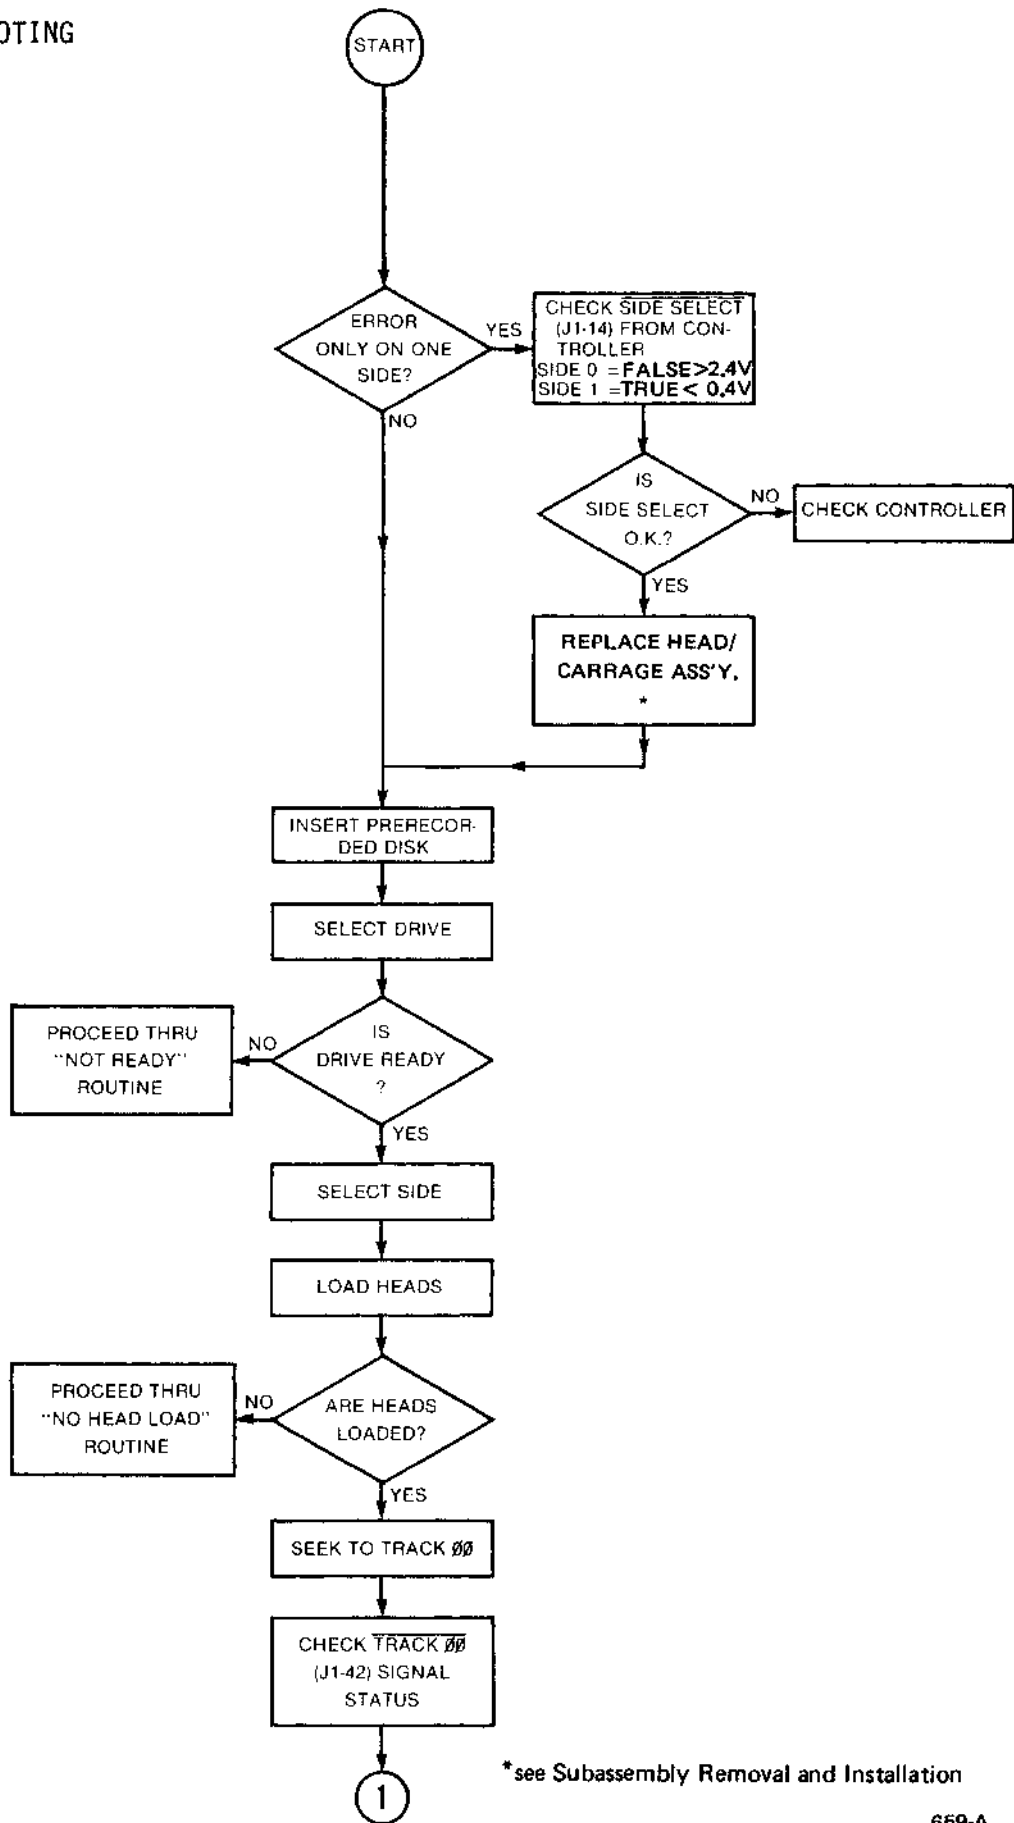 OTING
START
ERROR
ONLY ON ONE
SIDE?
YES
CHECK SIDE SELECT
(J1-14) FROM CON-
TROLLER
SIDE 0 =FALSE>2.4V
SIDE 1 =TRUE< 0.4V
NO
IS
SIDE SELECT
O.K.?
NO
CHECK CONTROLLER
YES
REPLACE HEAD/
CARRAGE ASS'Y.
*
INSERT PRERECOR-
DED DISK
SELECT DRIVE
IS
DRIVE READY
?
NO
PROCEED THRU
"NOT READY"
ROUTINE
YES
SELECT SIDE
LOAD HEADS
ARE HEADS
LOADED?
NO
PROCEED THRU
"NO HEAD LOAD"
ROUTINE
YES
SEEK TO TRACK ØØ
CHECK TRACK ØØ
(J1-42) SIGNAL
STATUS
1
*see Subassembly Removal and Installation
659-A